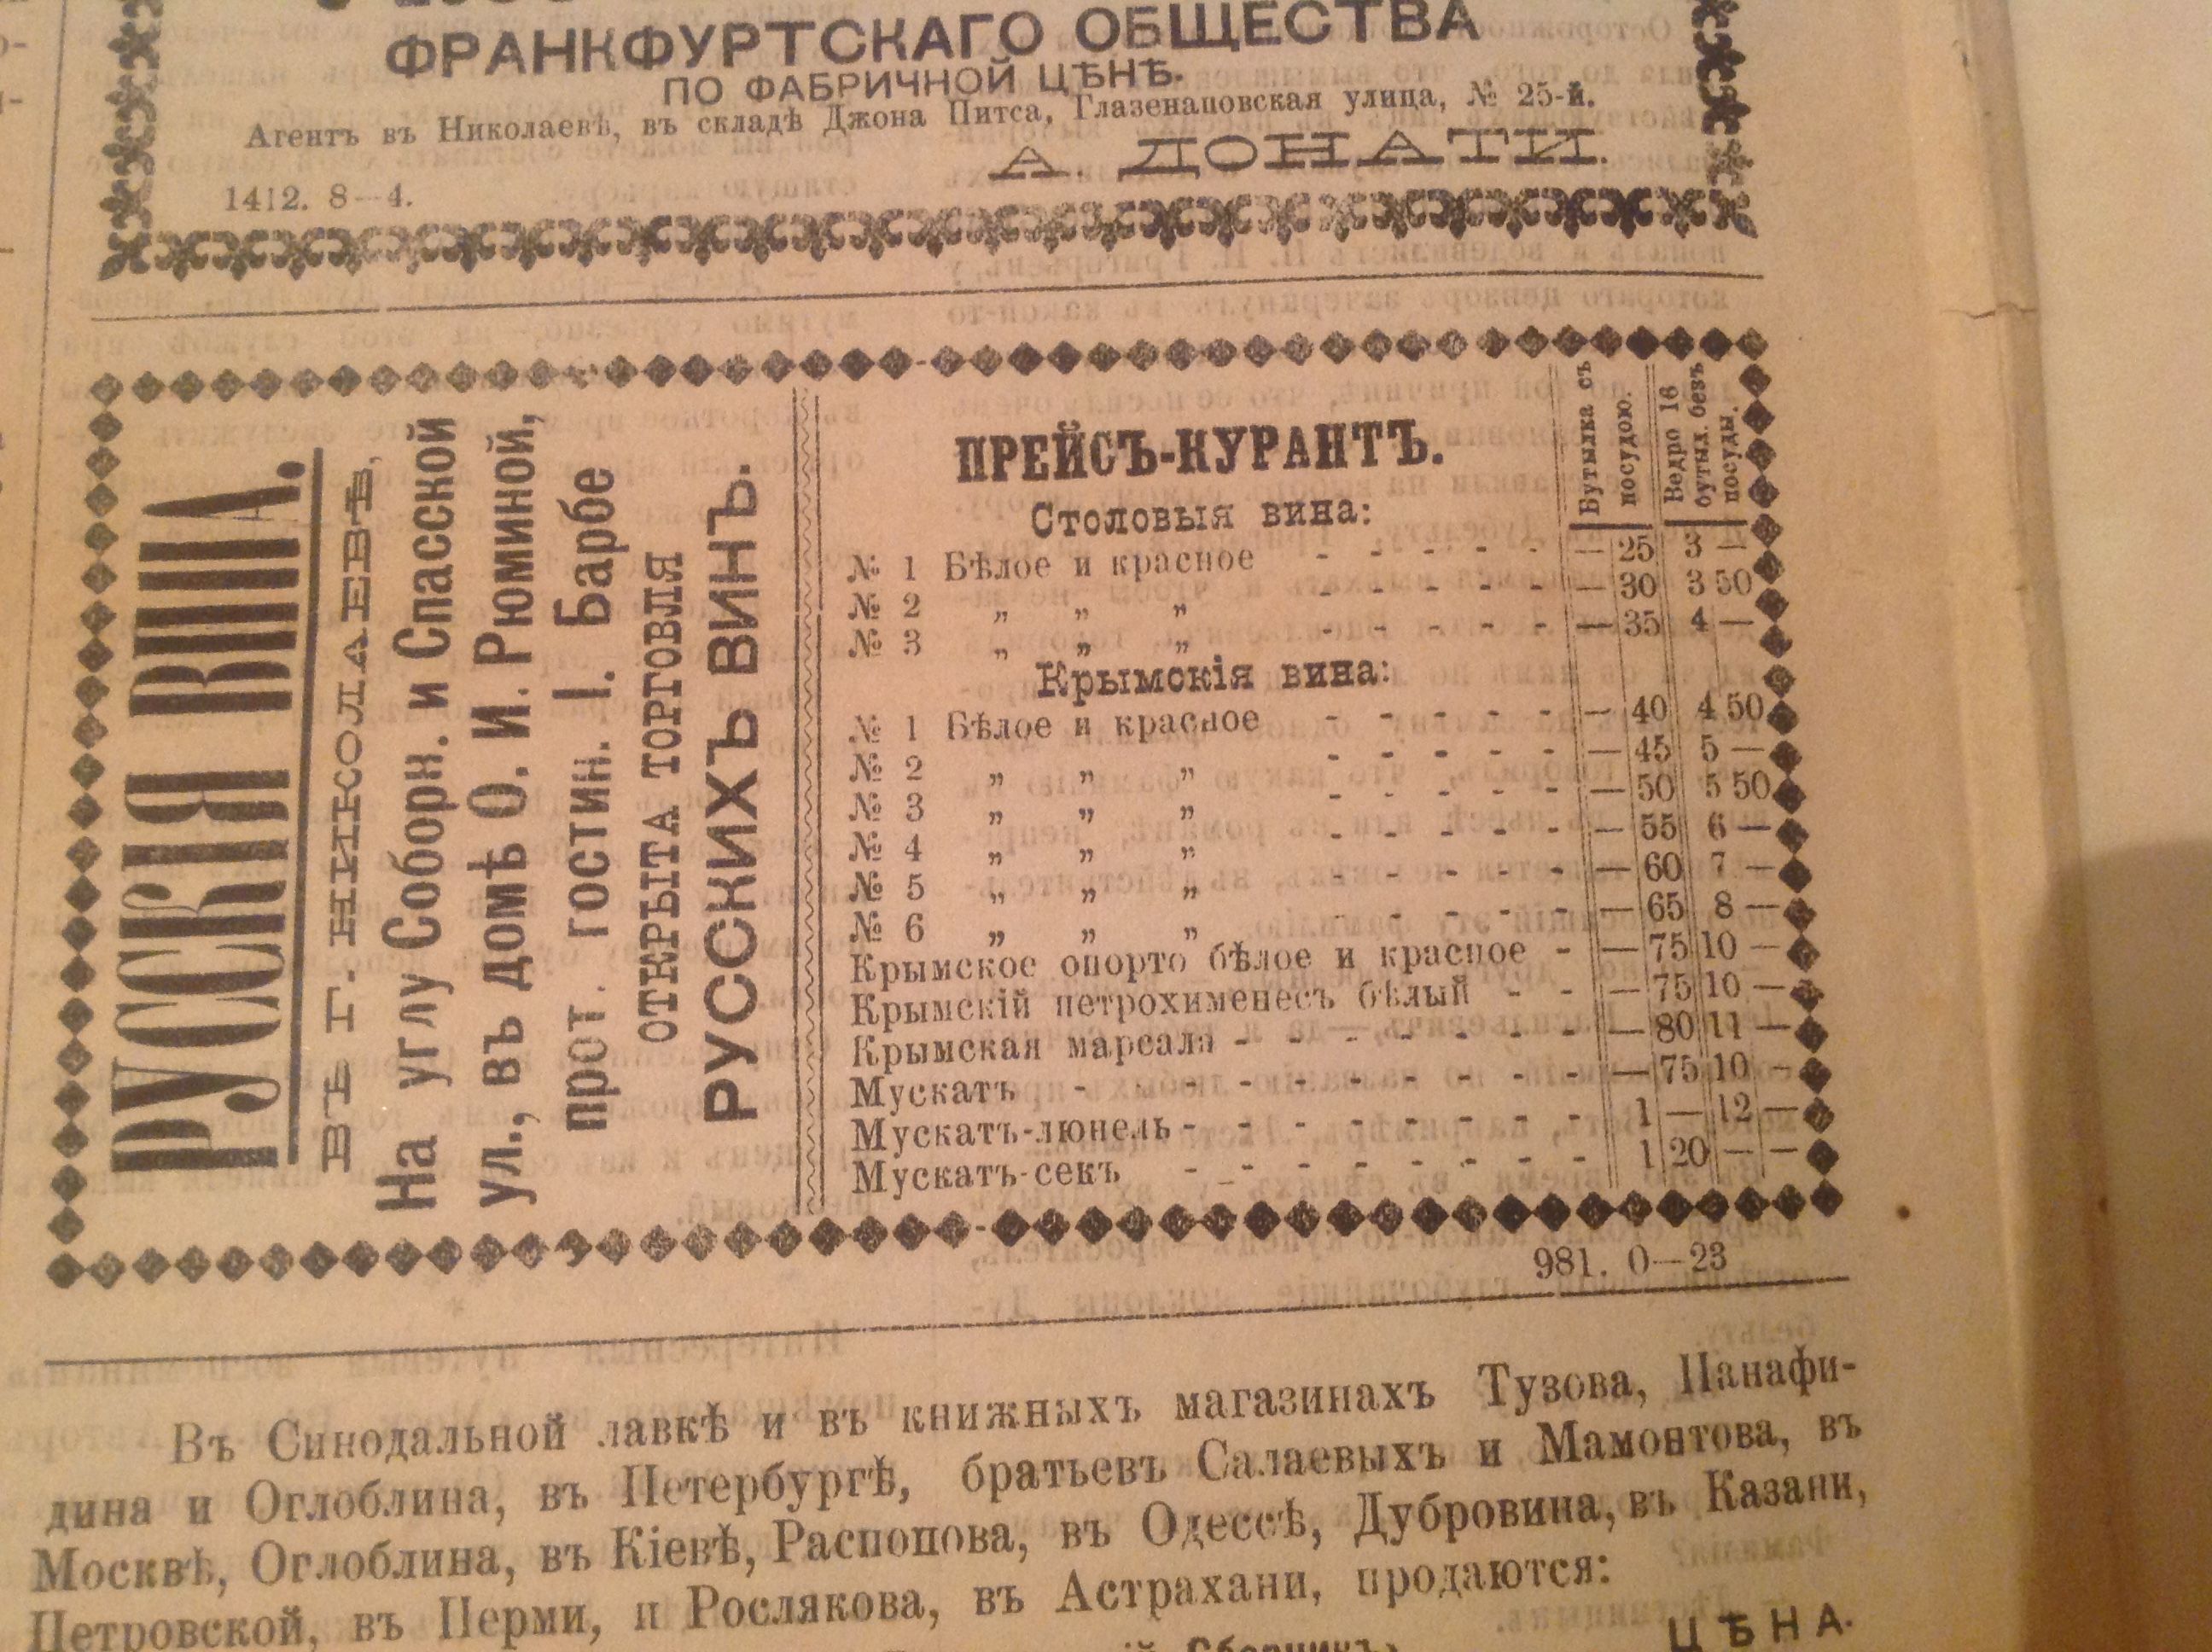 ФРАНКФУРТСКАГО ОБЩЕСТВА
ПО ФАБРИЧНОЙ ЦѢНѢ.
Агентъ въ Николаевѣ, въ складѣ Джона Питса, Глазенаповская улица, № 25-й.
А. ДОНАТИ.
1412. 8—4.
РУССКІЯ ВИНА.
ВЪ Г. НИКОЛАЕВѢ,
На углу Соборн. и Спасской
ул., въ домѣ О. И. Рюминой,
прот. гостин. І. Барбе
ОТКРЫТА ТОРГОВЛЯ
РУССКИХЪ ВИНЪ.
ПРЕЙСЪ-КУРАНТЪ.
Бутылка съ
посудою.
Ведро 16
бутыл. безъ
посуды.
Столовыя вина:
№ 1 Бѣлое и красное - - - - - — 25 3 —
№ 2 „ „ „ - - - - - — 30 3 50
№ 3 „ „ „ - - - - - — 35 4 —
Крымскія вина:
№ 1 Бѣлое и красное - - - - - — 40 4 50
№ 2 „ „ „ - - - - - — 45 5 —
№ 3 „ „ „ - - - - - — 50 5 50
№ 4 „ „ „ - - - - - — 55 6 —
№ 5 „ „ „ - - - - - — 60 7 —
№ 6 „ „ „ - - - - - — 65 8 —
Крымское опорто бѣлое и красное - — 75 10 —
Крымскій петрохименесъ бѣлый - - — 75 10 —
Крымская марсала - - - - - - - — 80 11 —
Мускатъ - - - - - - - - - — 75 10 —
Мускатъ-люнель - - - - - - - - 1 — 12 —
Мускатъ-секъ - - - - - - - - 1 20 — —
981. 0—23
Въ Синодальной лавкѣ и въ книжныхъ магазинахъ Тузова, Панафи-
дина и Оглоблина, въ Петербургѣ, братьевъ Салаевыхъ и Мамонтова, въ
Москвѣ, Оглоблина, въ Кіевѣ, Распопова, въ Одессѣ, Дубровина, въ Казани,
Петровской, въ Перми, и Рослякова, въ Астрахани, продаются:
ЦѢНА.